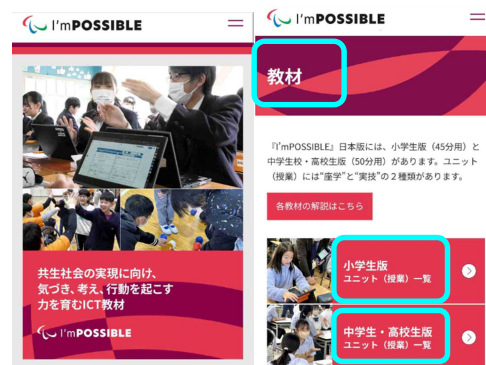 I'mPOSSIBLE
共生社会の実現に向け、
気づき、考え、行動を起こす
力を育むICT教材
I'mPOSSIBLE
I'mPOSSIBLE
教材
『I'mPOSSIBLE』日本版には、小学生版（45分用）と
中学生校・高校生版（50分用）があります。ユニット
（授業）には“座学”と“実技”の２種類があります。
各教材の解説はこちら
小学生版
ユニット（授業）一覧
中学生・高校生版
ユニット（授業）一覧